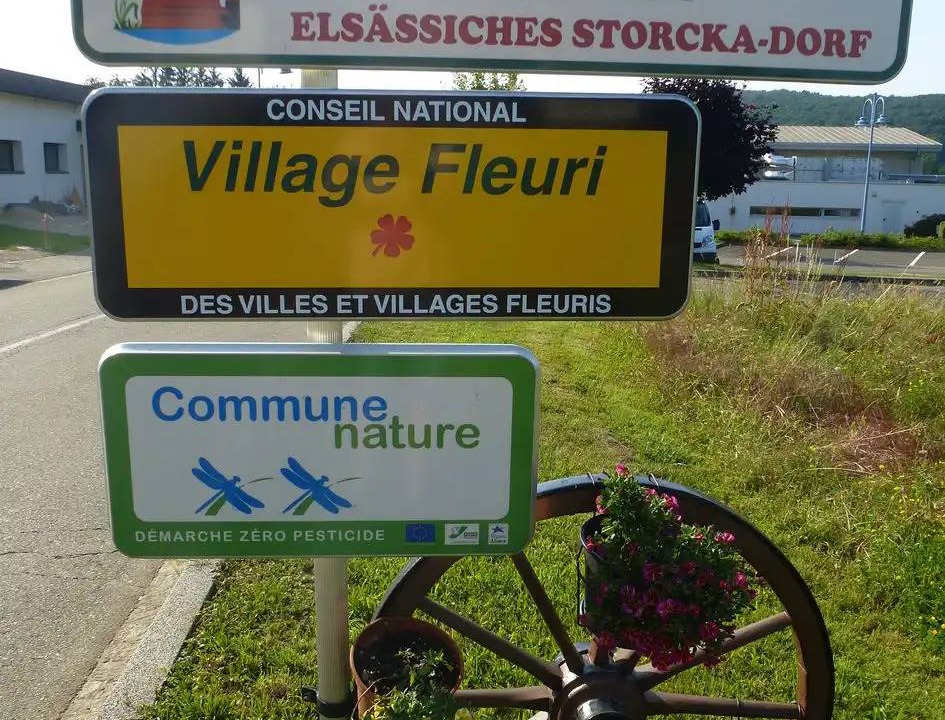 ELSÄSSICHES STORCKA-DORF
CONSEIL NATIONAL
Village Fleuri
DES VILLES ET VILLAGES FLEURIS
Commune
nature
DÉMARCHE ZÉRO PESTICIDE